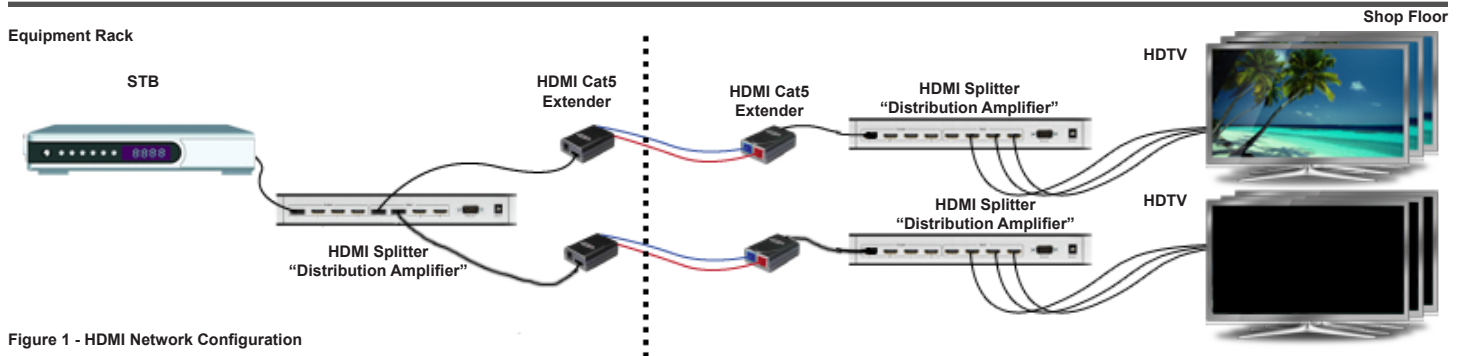 Shop Floor
Equipment Rack
HDTV
STB
HDMI Cat5
Extender
HDMI Cat5
Extender
HDMI Splitter
“Distribution Amplifier”
8888
HDTV
HDMI Splitter
“Distribution Amplifier”
HDMI Splitter
“Distribution Amplifier”
Figure 1 - HDMI Network Configuration